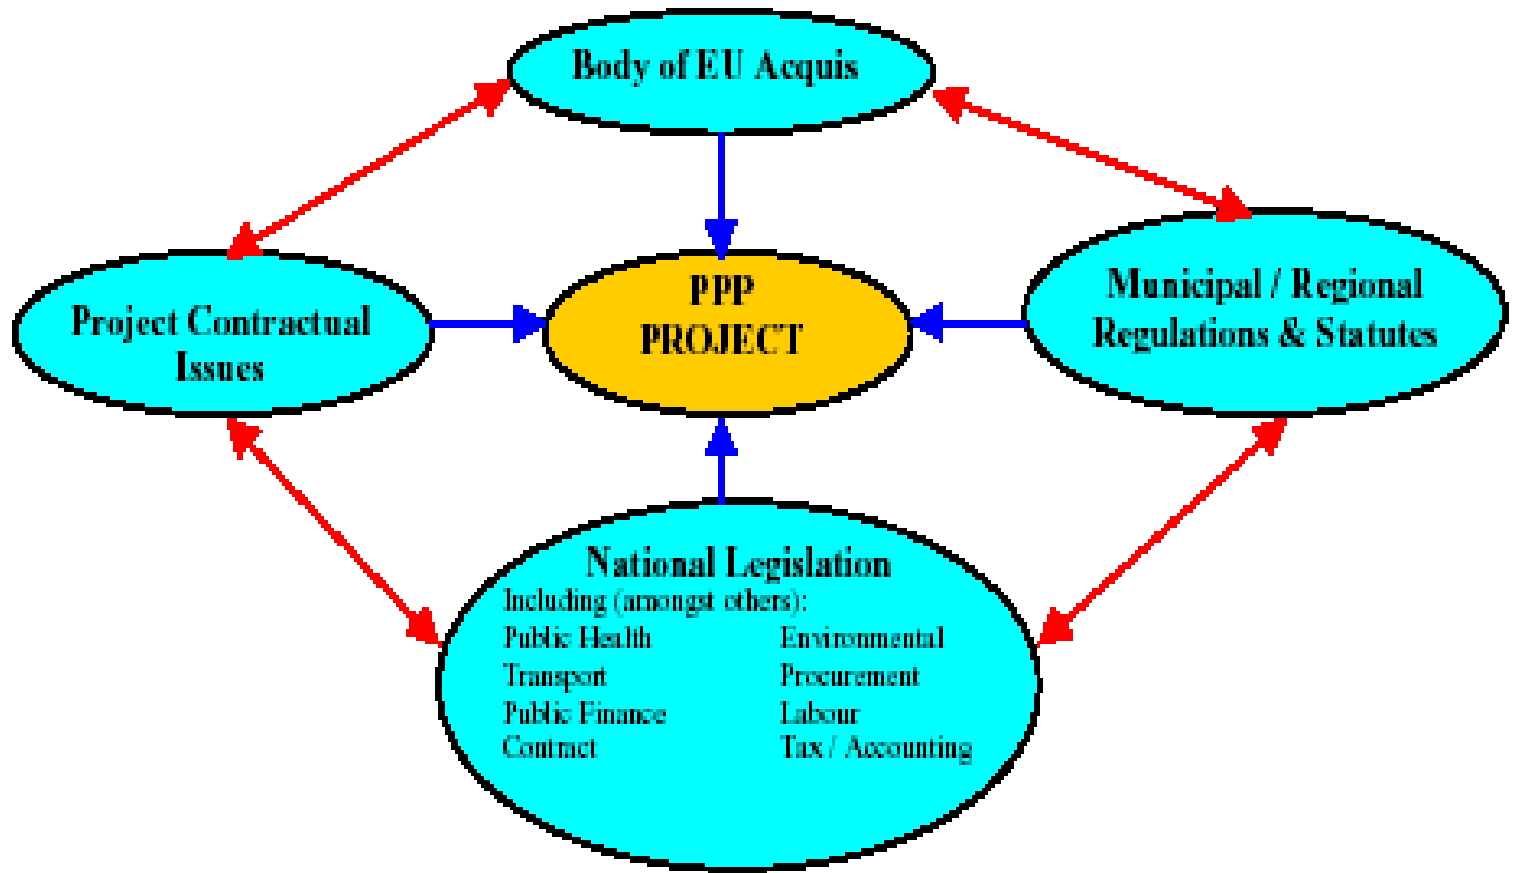 Body of EU Acquis
Project Contractual
Issues
PPP
PROJECT
Municipal / Regional
Regulations & Statutes
National Legislation
Including (amongst others):
Public Health Environmental
Transport Procurement
Public Finance Labour
Contract Tax / Accounting